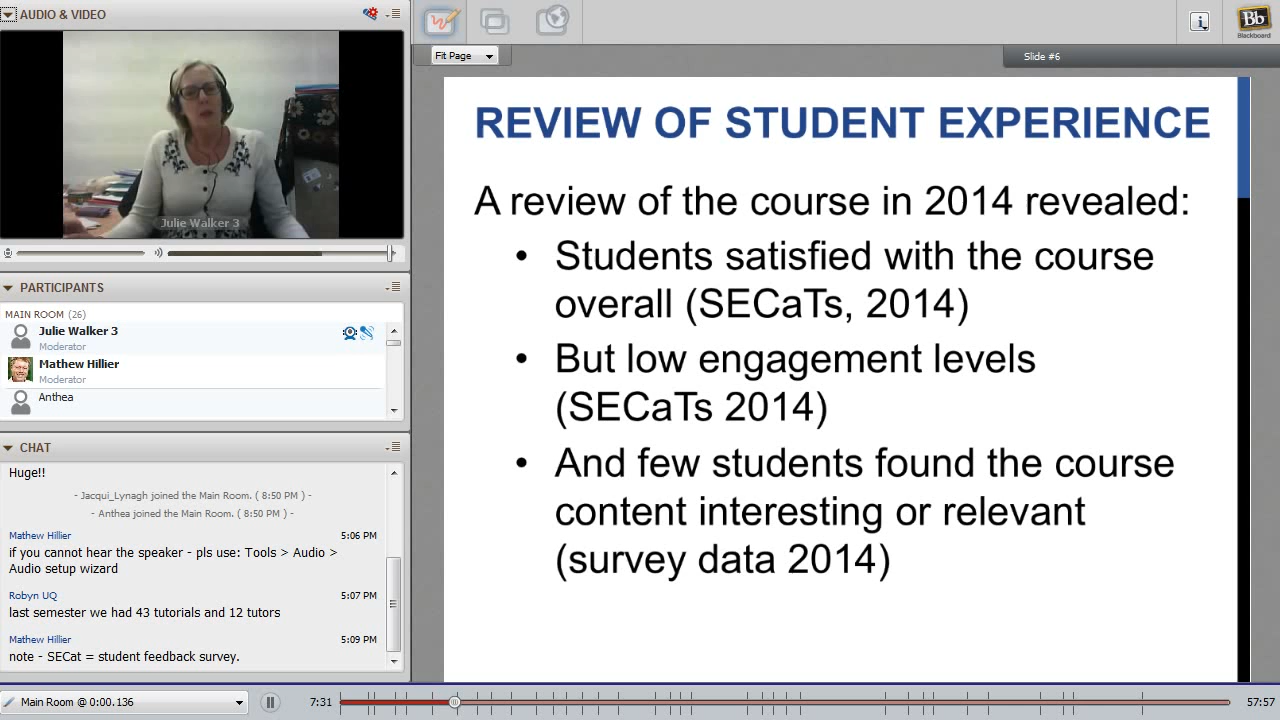 AUDIO & VIDEO
Julie Walker 3
PARTICIPANTS
MAIN ROOM (26)
Julie Walker 3
Moderator
Mathew Hillier
Moderator
Anthea
CHAT
Huge!!
- Jacqui_Lynagh joined the Main Room. ( 8:50 PM ) -
- Anthea joined the Main Room. ( 8:50 PM ) -
Mathew Hillier 5:06 PM
if you cannot hear the speaker - pls use: Tools > Audio >
Audio setup wizard
Robyn UQ 5:07 PM
last semester we had 43 tutorials and 12 tutors
Mathew Hillier 5:09 PM
note - SECat = student feedback survey.
Bb
Blackboard
Fit Page
Slide #6
REVIEW OF STUDENT EXPERIENCE
A review of the course in 2014 revealed:
• Students satisfied with the course
overall (SECaTs, 2014)
• But low engagement levels
(SECaTs 2014)
• And few students found the course
content interesting or relevant
(survey data 2014)
Main Room @ 0:00.136
7:31
57:57